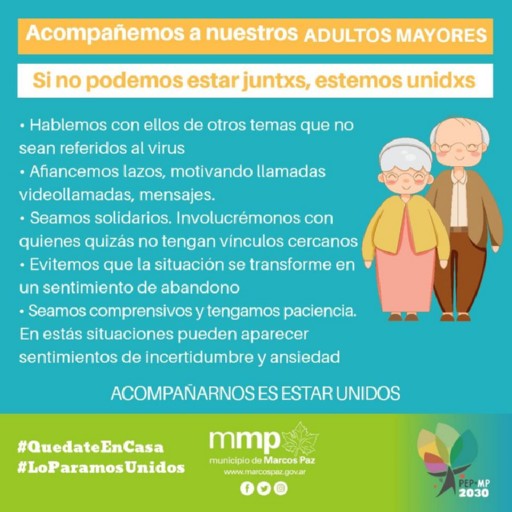 Acompañemos a nuestros ADULTOS MAYORES
Si no podemos estar juntxs, estemos unidxs
• Hablemos con ellos de otros temas que no
sean referidos al virus
• Afiancemos lazos, motivando llamadas
videollamadas, mensajes.
• Seamos solidarios. Involucrémonos con
quienes quizás no tengan vínculos cercanos
• Evitemos que la situación se transforme en
un sentimiento de abandono
• Seamos comprensivos y tengamos paciencia.
En estás situaciones pueden aparecer
sentimientos de incertidumbre y ansiedad
ACOMPAÑARNOS ES ESTAR UNIDOS
#QuedateEnCasa
#LoParamosUnidos
mmp
municipio de Marcos Paz
www.marcospaz.gov.ar
PEP-MP
2030